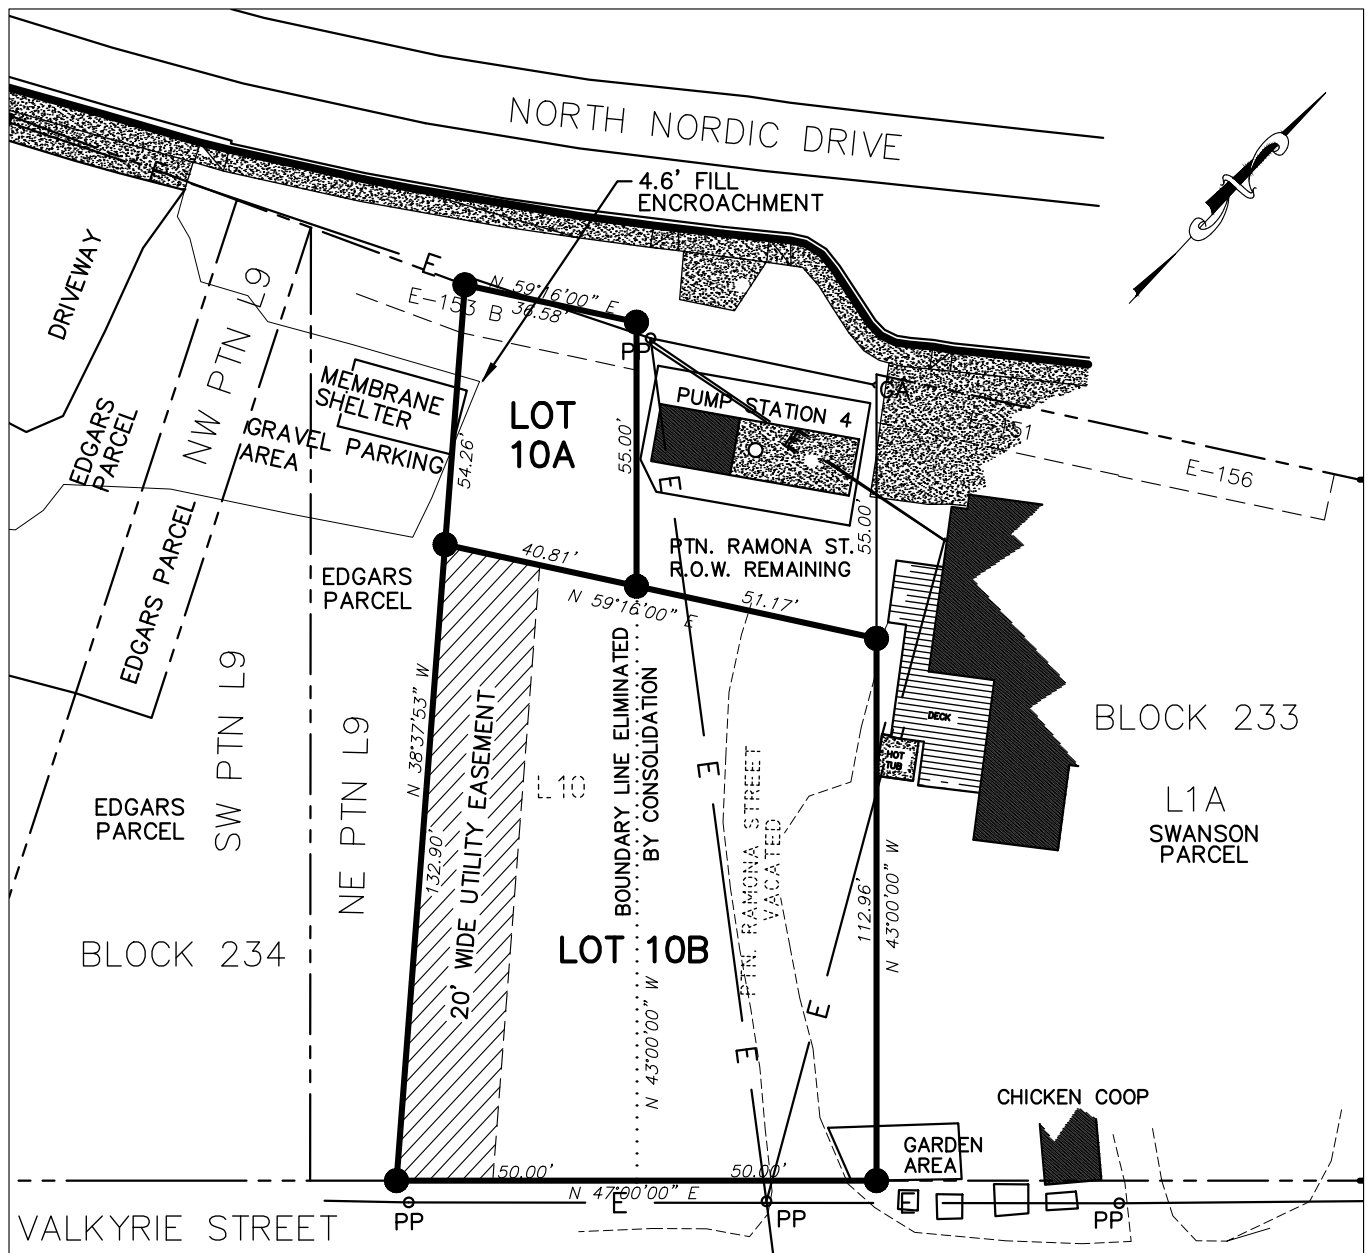 NORTH NORDIC DRIVE
4.6' FILL
ENCROACHMENT
E
DRIVEWAY
NW PTN L9
E
N 59°16'00" E
36.58'
E-153 B
PP
MEMBRANE
SHELTER
GRAVEL PARKING
AREA
EDGARS
PARCEL
LOT
10A
54.26'
55.00'
PUMP STATION 4
E
E
CA
E-156
PTN. RAMONA ST.
R.O.W. REMAINING
55.00'
EDGARS PARCEL
EDGARS
PARCEL
40.81'
N 59°16'00" E
51.17'
SW PTN L9
NE PTN L9
N 38°37'53" W
132.90'
20' WIDE UTILITY EASEMENT
L10
BOUNDARY LINE ELIMINATED
BY CONSOLIDATION
E
PTN. RAMONA STREET
VACATED
DECK
HOT
TUB
BLOCK 233
L1A
SWANSON
PARCEL
EDGARS
PARCEL
BLOCK 234
LOT 10B
112.96'
N 43°00'00" W
N 43°00'00" W
E
E
CHICKEN COOP
GARDEN
AREA
50.00'
50.00'
N 47°00'00" E
E
E
PP
PP
PP
VALKYRIE STREET